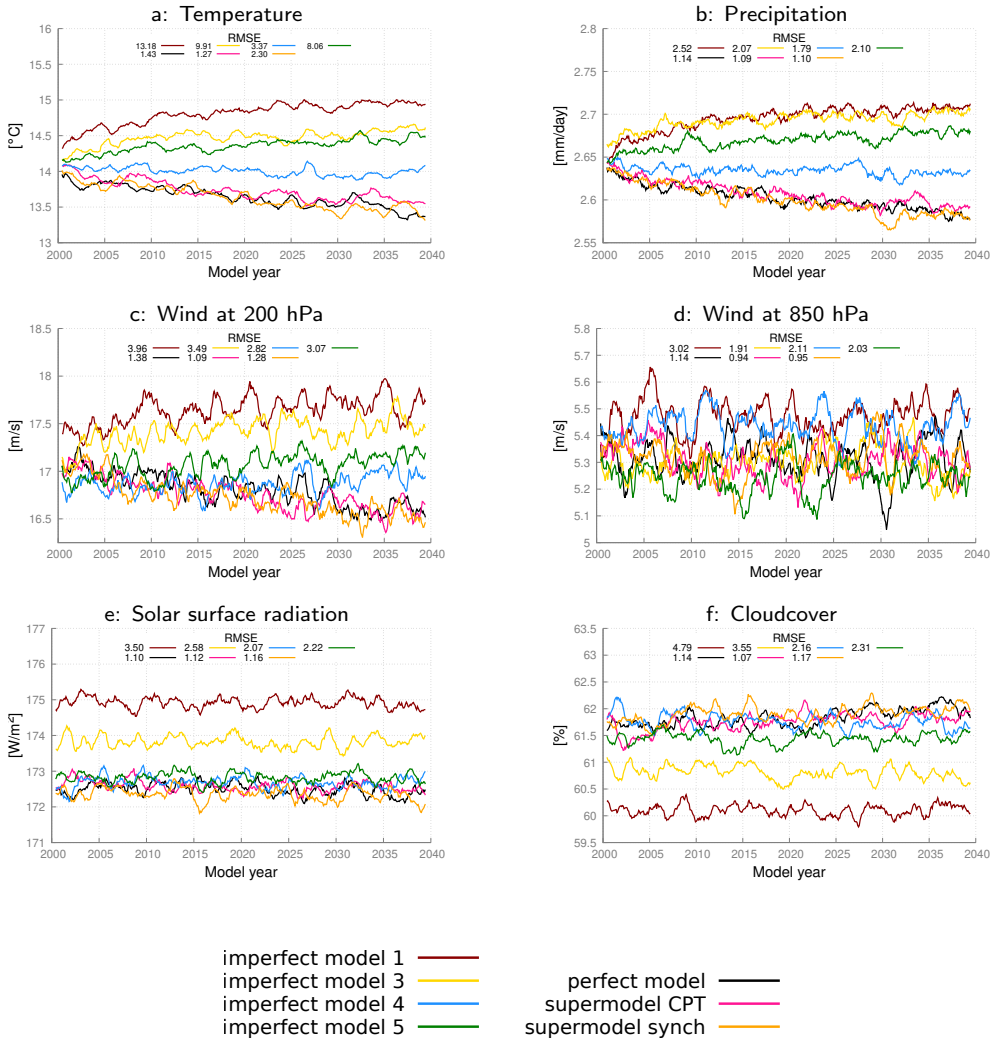 a: Temperature
RMSE
13.18 9.91 3.37 8.06
1.43 1.27 2.30
16
15.5
15
14.5
14
13.5
13
[°C]
2000 2005 2010 2015 2020 2025 2030 2035 2040
Model year
b: Precipitation
RMSE
2.52 2.07 1.79 2.10
1.14 1.09 1.10
2.8
2.75
2.7
2.65
2.6
2.55
[mm/day]
2000 2005 2010 2015 2020 2025 2030 2035 2040
Model year
c: Wind at 200 hPa
RMSE
3.96 3.49 2.82 3.07
1.38 1.09 1.28
18.5
18
17.5
17
16.5
[m/s]
2000 2005 2010 2015 2020 2025 2030 2035 2040
Model year
d: Wind at 850 hPa
RMSE
3.02 1.91 2.11 2.03
1.14 0.94 0.95
5.8
5.7
5.6
5.5
5.4
5.3
5.2
5.1
5
[m/s]
2000 2005 2010 2015 2020 2025 2030 2035 2040
Model year
e: Solar surface radiation
RMSE
3.50 2.58 2.07 2.22
1.10 1.12 1.16
177
176
175
174
173
172
171
[W/m²]
2000 2005 2010 2015 2020 2025 2030 2035 2040
Model year
f: Cloudcover
RMSE
4.79 3.55 2.16 2.31
1.14 1.07 1.17
63.5
63
62.5
62
61.5
61
60.5
60
59.5
[%]
2000 2005 2010 2015 2020 2025 2030 2035 2040
Model year
imperfect model 1
imperfect model 3
imperfect model 4
imperfect model 5
perfect model
supermodel CPT
supermodel synch